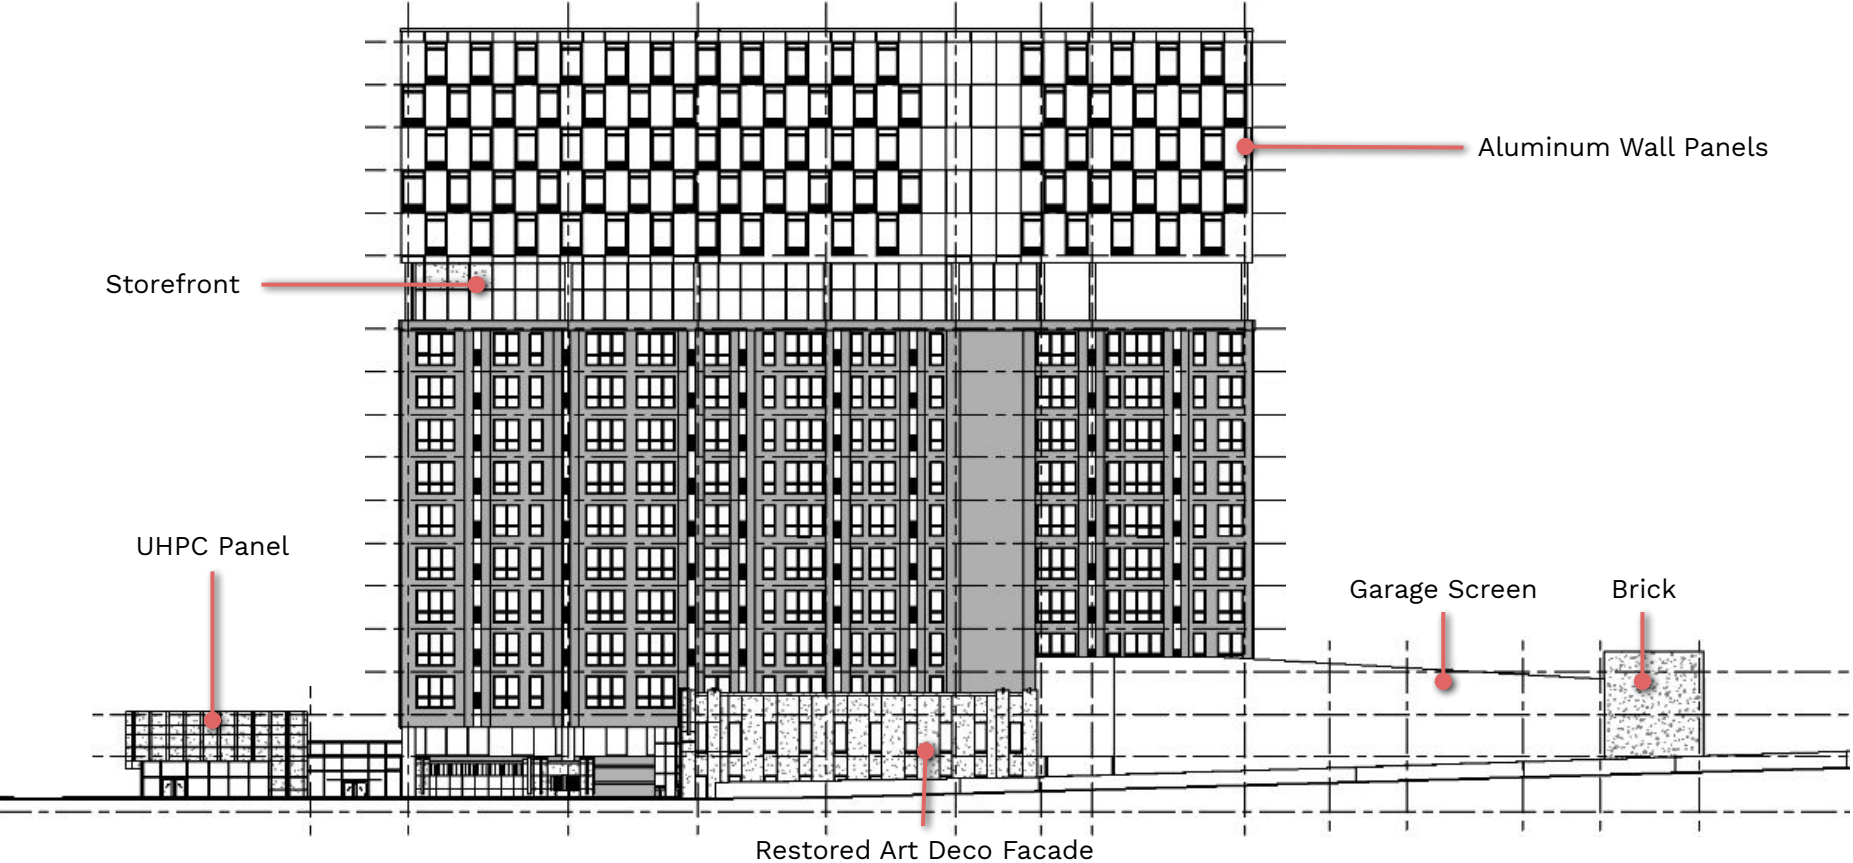 Aluminum Wall Panels
Storefront
UHPC Panel
Garage Screen
Brick
Restored Art Deco Facade